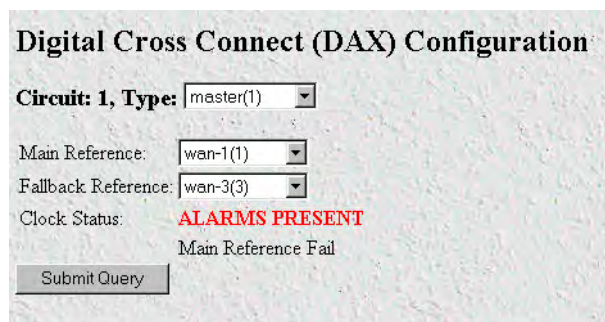 Digital Cross Connect (DAX) Configuration
Circuit: 1, Type: master(1)
Main Reference: wan-1(1)
Fallback Reference: wan-3(3)
Clock Status: ALARMS PRESENT
Main Reference Fail
Submit Query